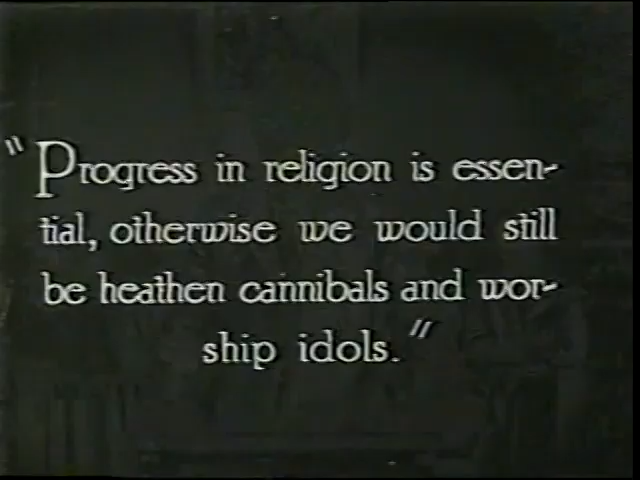 "Progress in religion is essen-
tial, otherwise we would still
be heathen cannibals and wor-
ship idols."